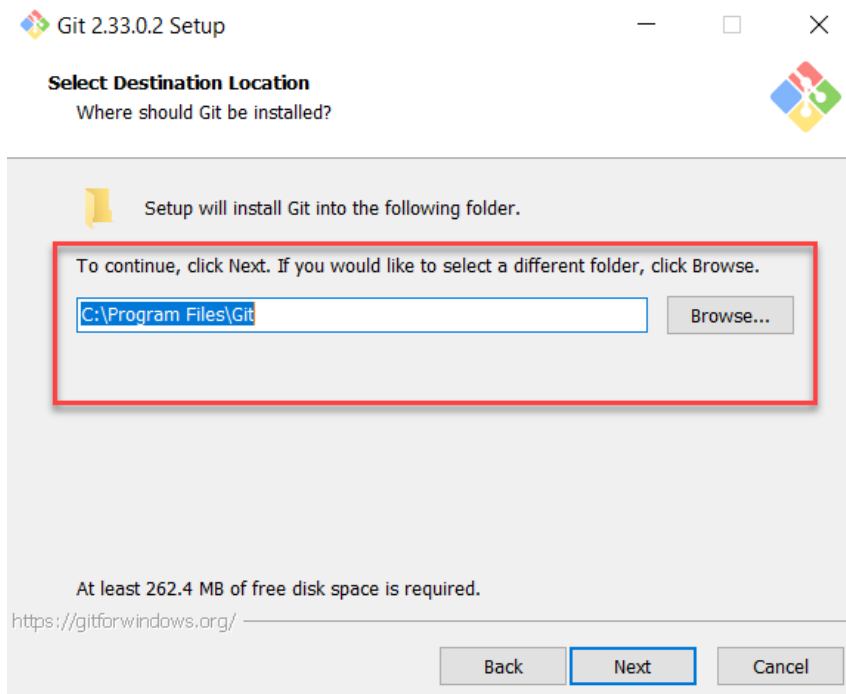 Git 2.33.0.2 Setup
Select Destination Location
Where should Git be installed?
Setup will install Git into the following folder.
To continue, click Next. If you would like to select a different folder, click Browse.
C:\Program Files\Git
Browse...
At least 262.4 MB of free disk space is required.
https://gitforwindows.org/
Back
Next
Cancel